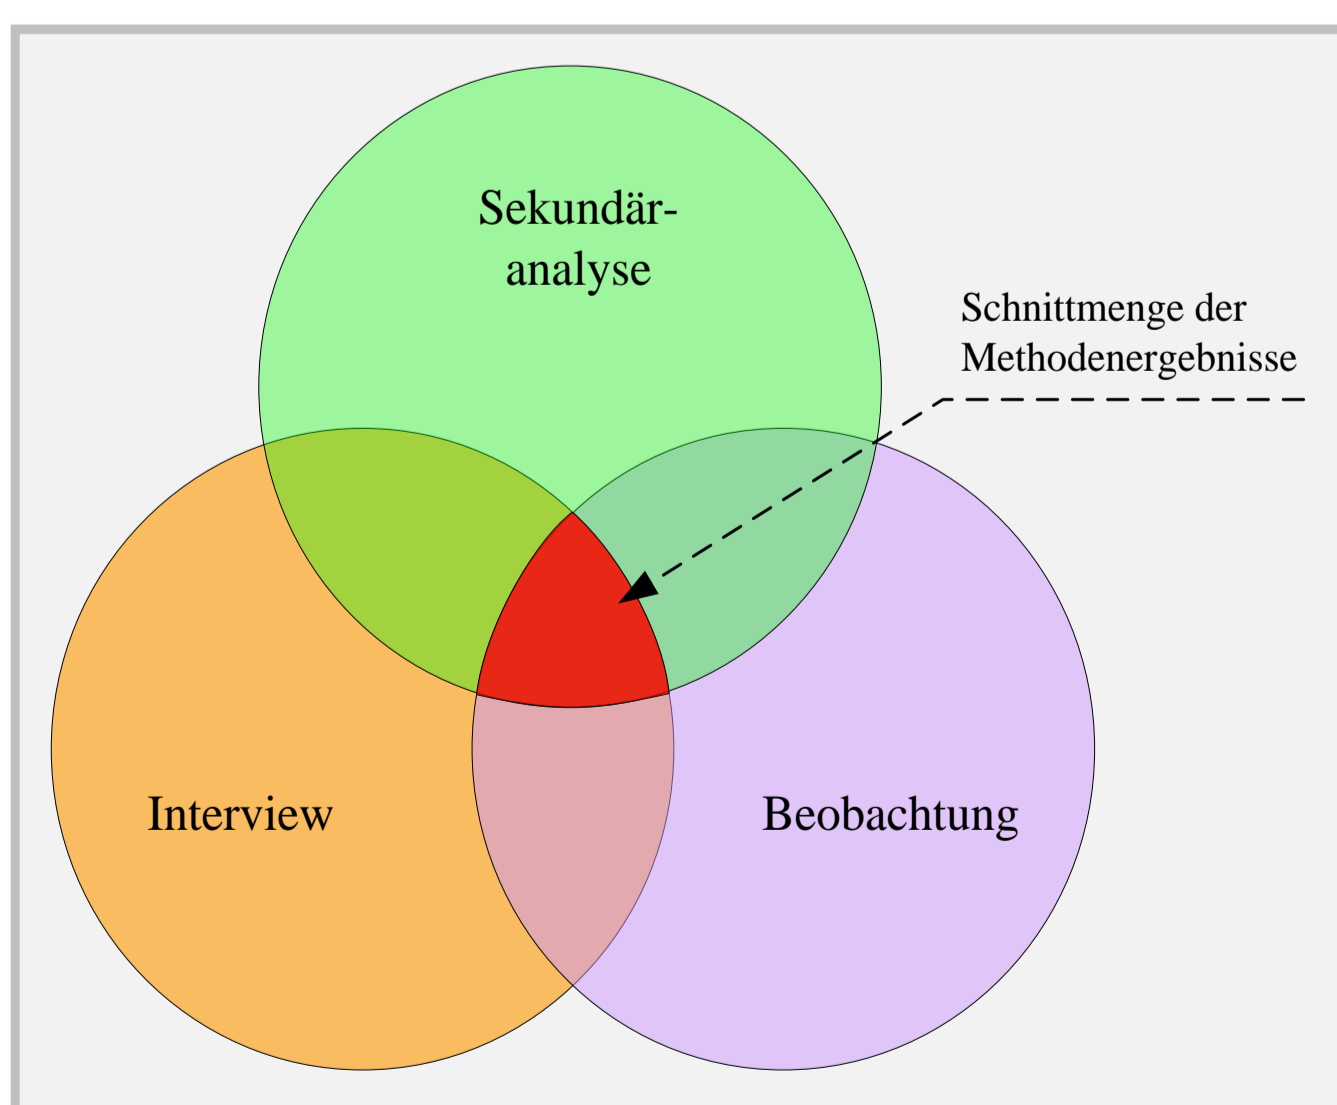 Sekundär-
analyse
Schnittmenge der
Methodenergebnisse
Interview
Beobachtung